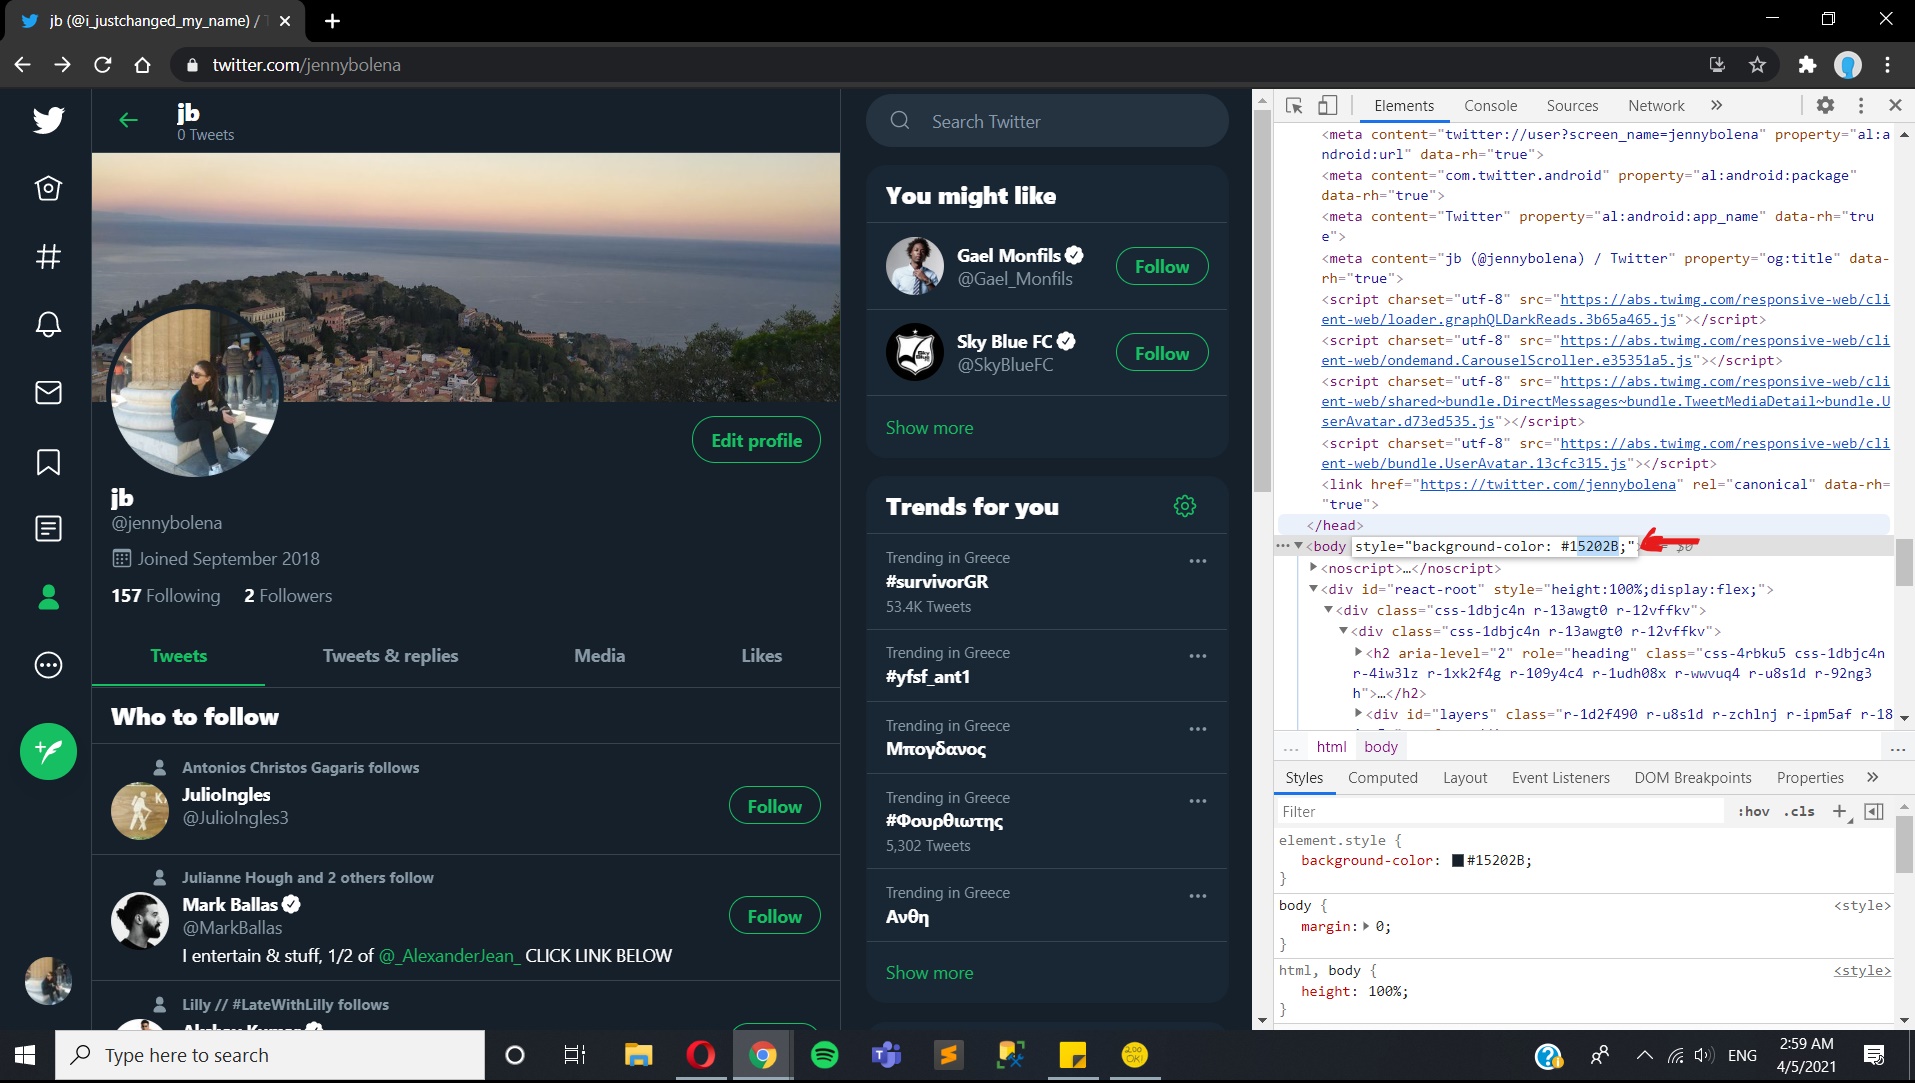 jb (@i_justchanged_my_name) / T
twitter.com/jennybolena
jb
0 Tweets
Edit profile
jb
@jennybolena
Joined September 2018
157 Following 2 Followers
Tweets Tweets & replies Media Likes
Who to follow
Antonios Christos Gagaris follows
JulioIngles
@JulioIngles3
Follow
Julianne Hough and 2 others follow
Mark Ballas
@MarkBallas
Follow
I entertain & stuff, 1/2 of @_AlexanderJean_ CLICK LINK BELOW
Lilly // #LateWithLilly follows
Search Twitter
You might like
Gael Monfils
@Gael_Monfils
Follow
Sky Blue FC
@SkyBlueFC
Follow
Show more
Trends for you
Trending in Greece
#survivorGR
53.4K Tweets
Trending in Greece
#yfsf_ant1
Trending in Greece
Μπογδανος
Trending in Greece
#Φουρθιωτης
5,302 Tweets
Trending in Greece
Ανθη
Show more
Elements Console Sources Network »
<meta content="twitter://user?screen_name=jennybolena" property="al:a
ndroid:url" data-rh="true">
<meta content="com.twitter.android" property="al:android:package"
data-rh="true">
<meta content="Twitter" property="al:android:app_name" data-rh="tru
e">
<meta content="jb (@jennybolena) / Twitter" property="og:title" data-
rh="true">
<script charset="utf-8" src="https://abs.twimg.com/responsive-web/cli
ent-web/loader.graphQLDarkReads.3b65a465.js"></script>
<script charset="utf-8" src="https://abs.twimg.com/responsive-web/cli
ent-web/ondemand.CarouselScroller.e35351a5.js"></script>
<script charset="utf-8" src="https://abs.twimg.com/responsive-web/cli
ent-web/shared~bundle.DirectMessages~bundle.TweetMediaDetail~bundle.U
serAvatar.d73ed535.js"></script>
<script charset="utf-8" src="https://abs.twimg.com/responsive-web/cli
ent-web/bundle.UserAvatar.13cfc315.js"></script>
<link href="https://twitter.com/jennybolena" rel="canonical" data-rh=
"true">
</head>
<body style="background-color: #15202B;"> == $0
<noscript>…</noscript>
<div id="react-root" style="height:100%;display:flex;">
<div class="css-1dbjc4n r-13awgt0 r-12vffkv">
<div class="css-1dbjc4n r-13awgt0 r-12vffkv">
<h2 aria-level="2" role="heading" class="css-4rbku5 css-1dbjc4n
r-4iw3lz r-1xk2f4g r-109y4c4 r-1udh08x r-wwvuq4 r-u8s1d r-92ng3
h">…</h2>
<div id="layers" class="r-1d2f490 r-u8s1d r-zchlnj r-ipm5af r-18
... html body ...
Styles Computed Layout Event Listeners DOM Breakpoints Properties »
Filter :hov .cls +
element.style {
background-color: #15202B;
}
body { <style>
margin: 0;
}
html, body { <style>
height: 100%;
}
Type here to search
200 OK!
ENG
2:59 AM
4/5/2021